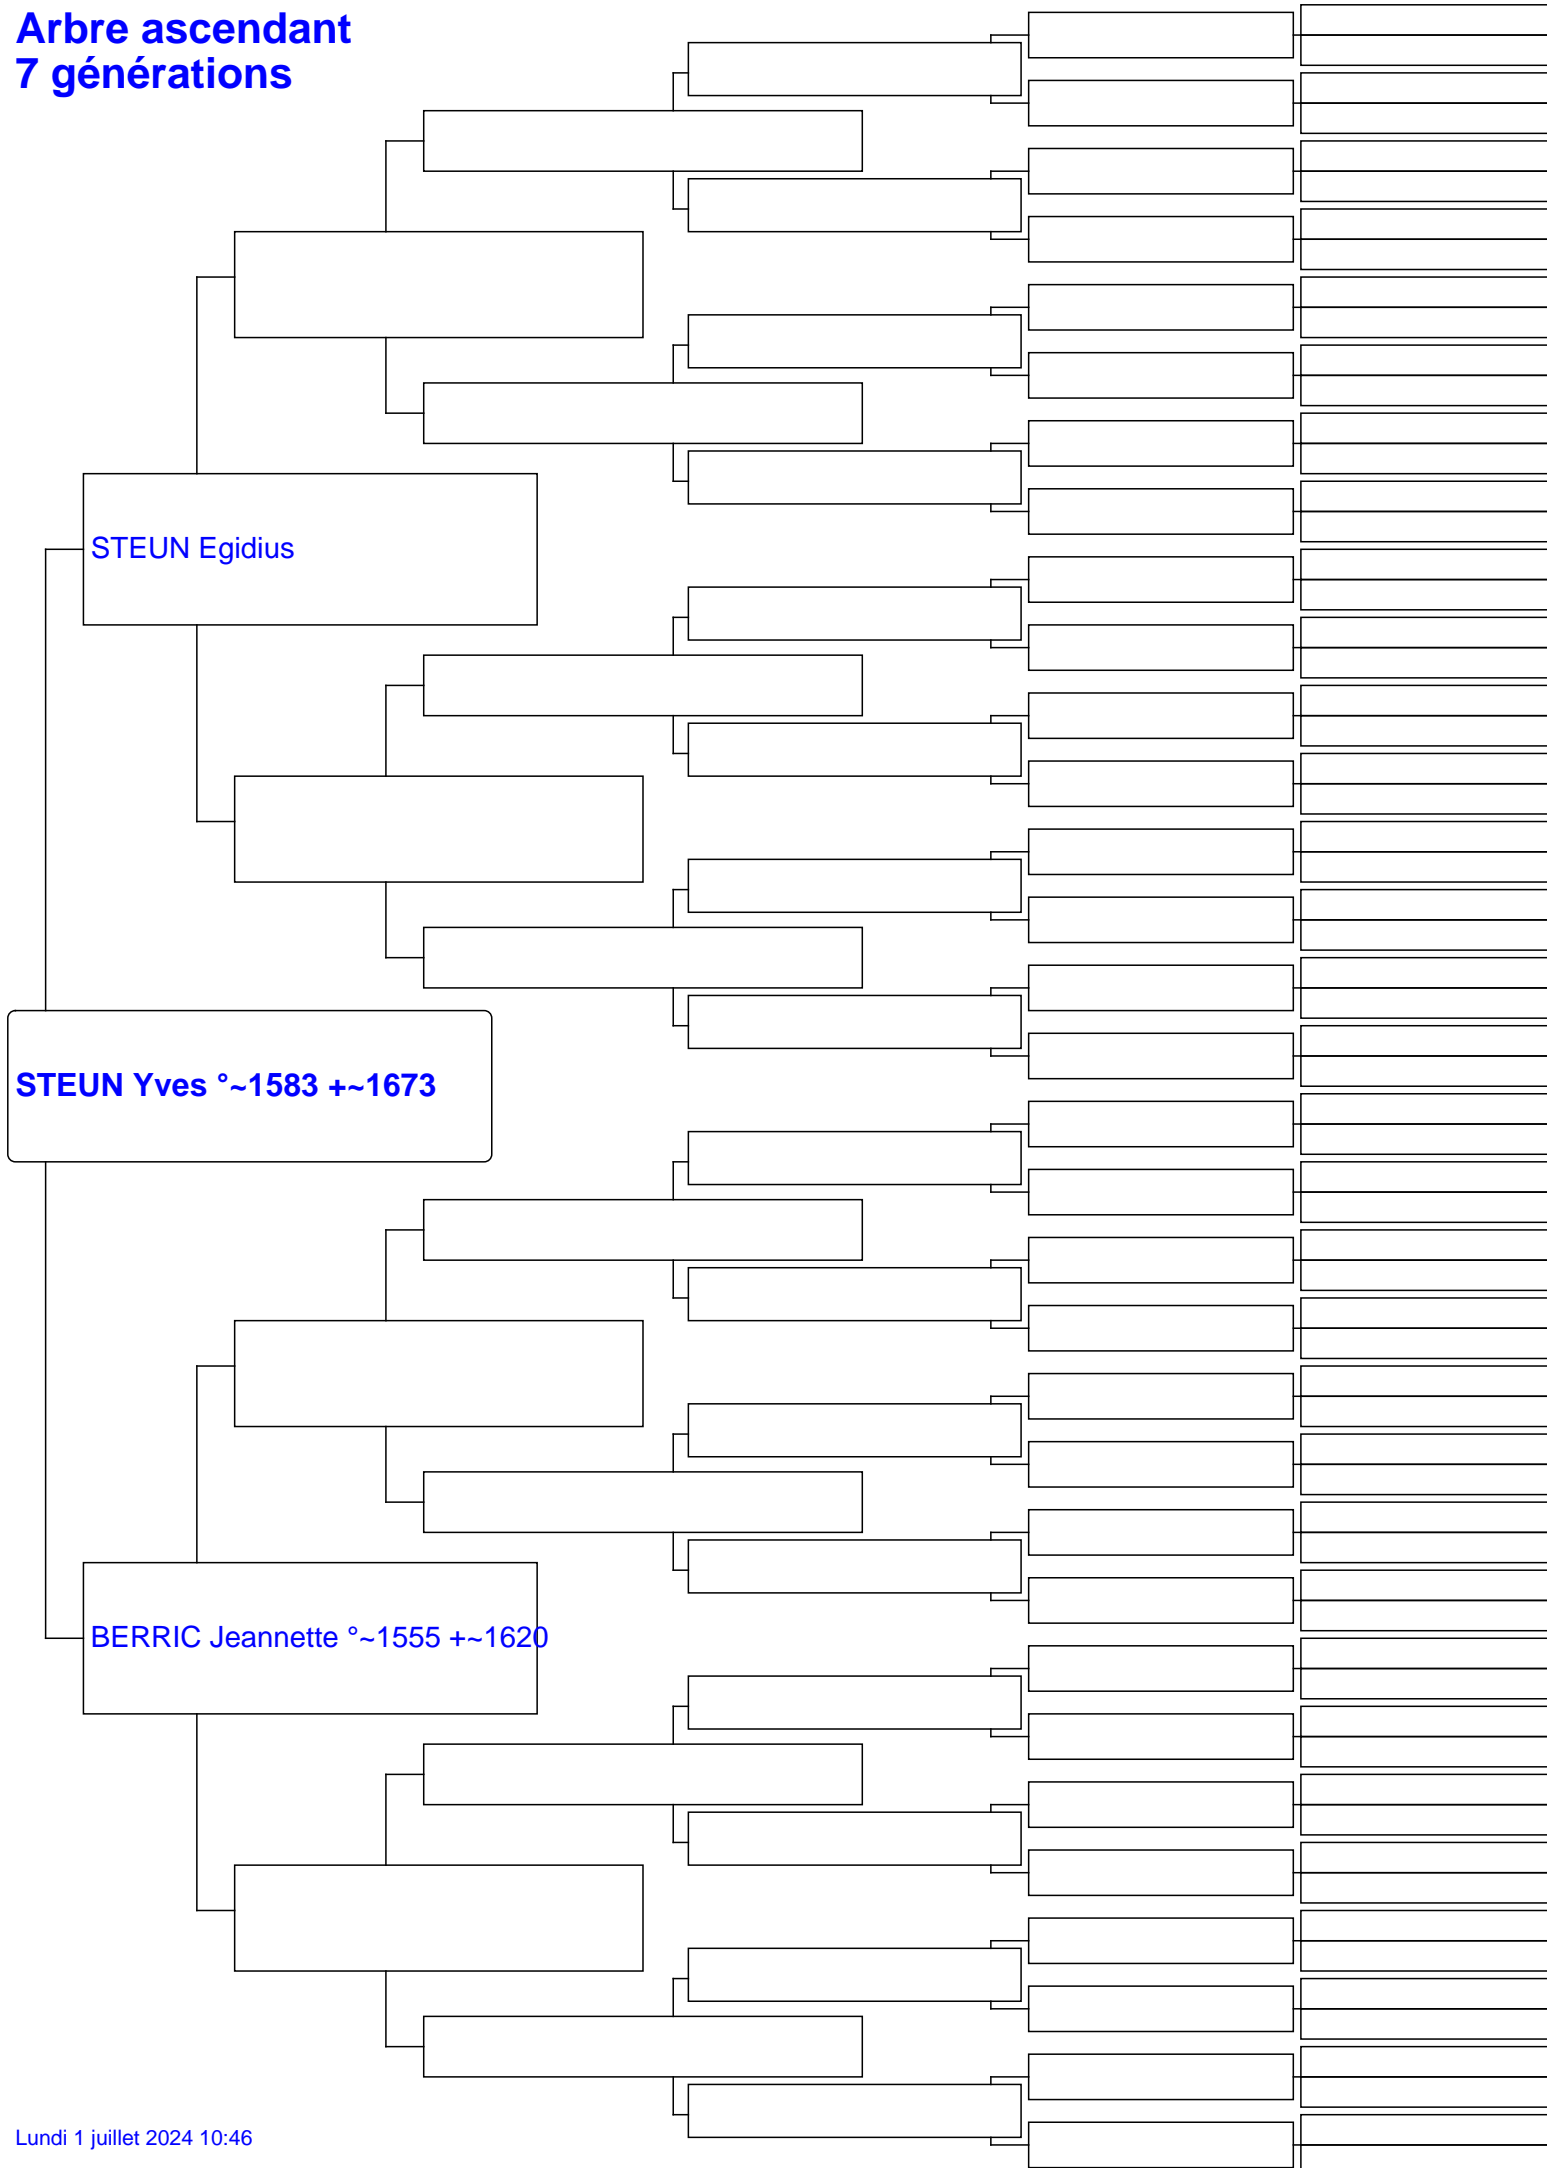 Arbre ascendant
7 générations
STEUN Egidius
STEUN Yves °~1583 +~1673
BERRIC Jeannette °~1555 +~1620
Lundi 1 juillet 2024 10:46